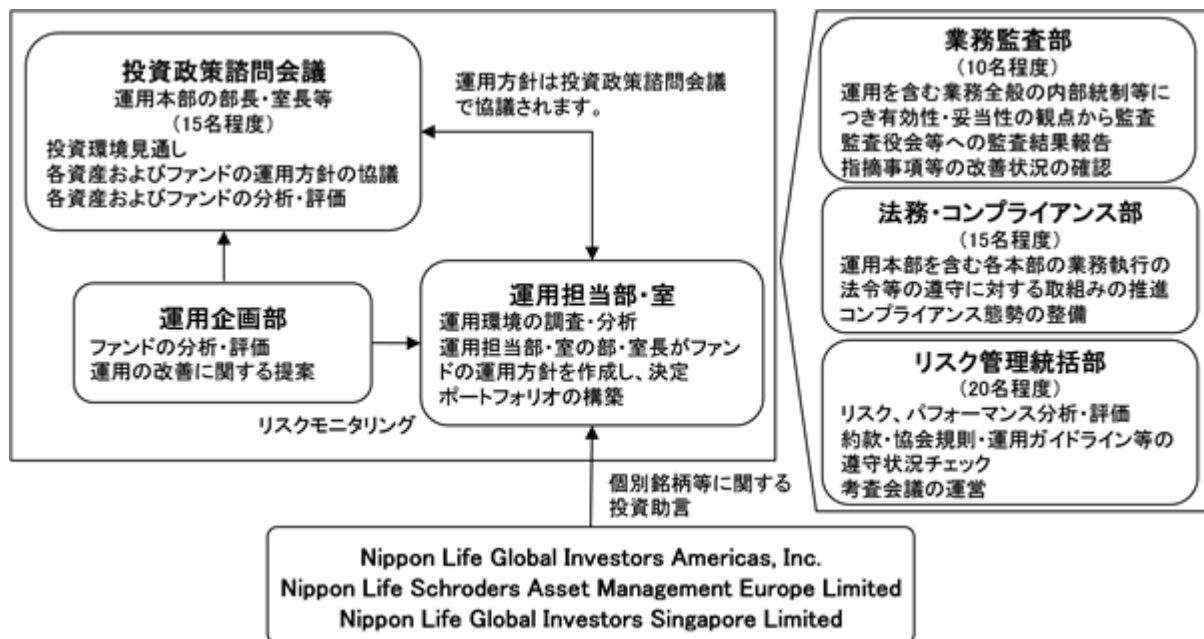 投資政策諮問会議
運用本部の部長・室長等
(15名程度)
投資環境見通し
各資産およびファンドの運用方針の協議
各資産およびファンドの分析・評価
運用方針は投資政策諮問会議
で協議されます。
運用企画部
ファンドの分析・評価
運用の改善に関する提案
リスクモニタリング
運用担当部・室
運用環境の調査・分析
運用担当部・室の部・室長がファン
ドの運用方針を作成し、決定
ポートフォリオの構築
個別銘柄等に関する
投資助言
Nippon Life Global Investors Americas, Inc.
Nippon Life Schroders Asset Management Europe Limited
Nippon Life Global Investors Singapore Limited
業務監査部
(10名程度)
運用を含む業務全般の内部統制等に
つき有効性・妥当性の観点から監査
監査役会等への監査結果報告
指摘事項等の改善状況の確認
法務・コンプライアンス部
(15名程度)
運用本部を含む各本部の業務執行の
法令等の遵守に対する取組みの推進
コンプライアンス態勢の整備
リスク管理統括部
(20名程度)
リスク、パフォーマンス分析・評価
約款・協会規則・運用ガイドライン等の
遵守状況チェック
考査会議の運営